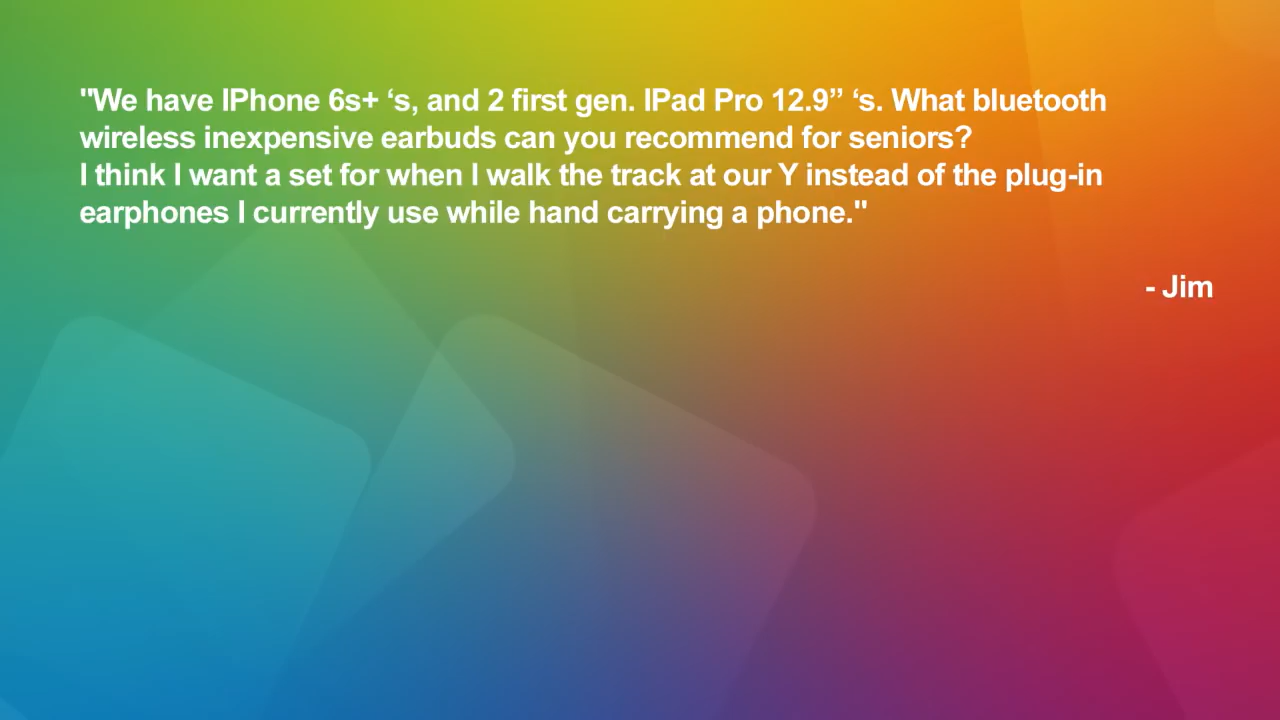 "We have IPhone 6s+ ‘s, and 2 first gen. IPad Pro 12.9” ‘s. What bluetooth
wireless inexpensive earbuds can you recommend for seniors?
I think I want a set for when I walk the track at our Y instead of the plug-in
earphones I currently use while hand carrying a phone."
- Jim